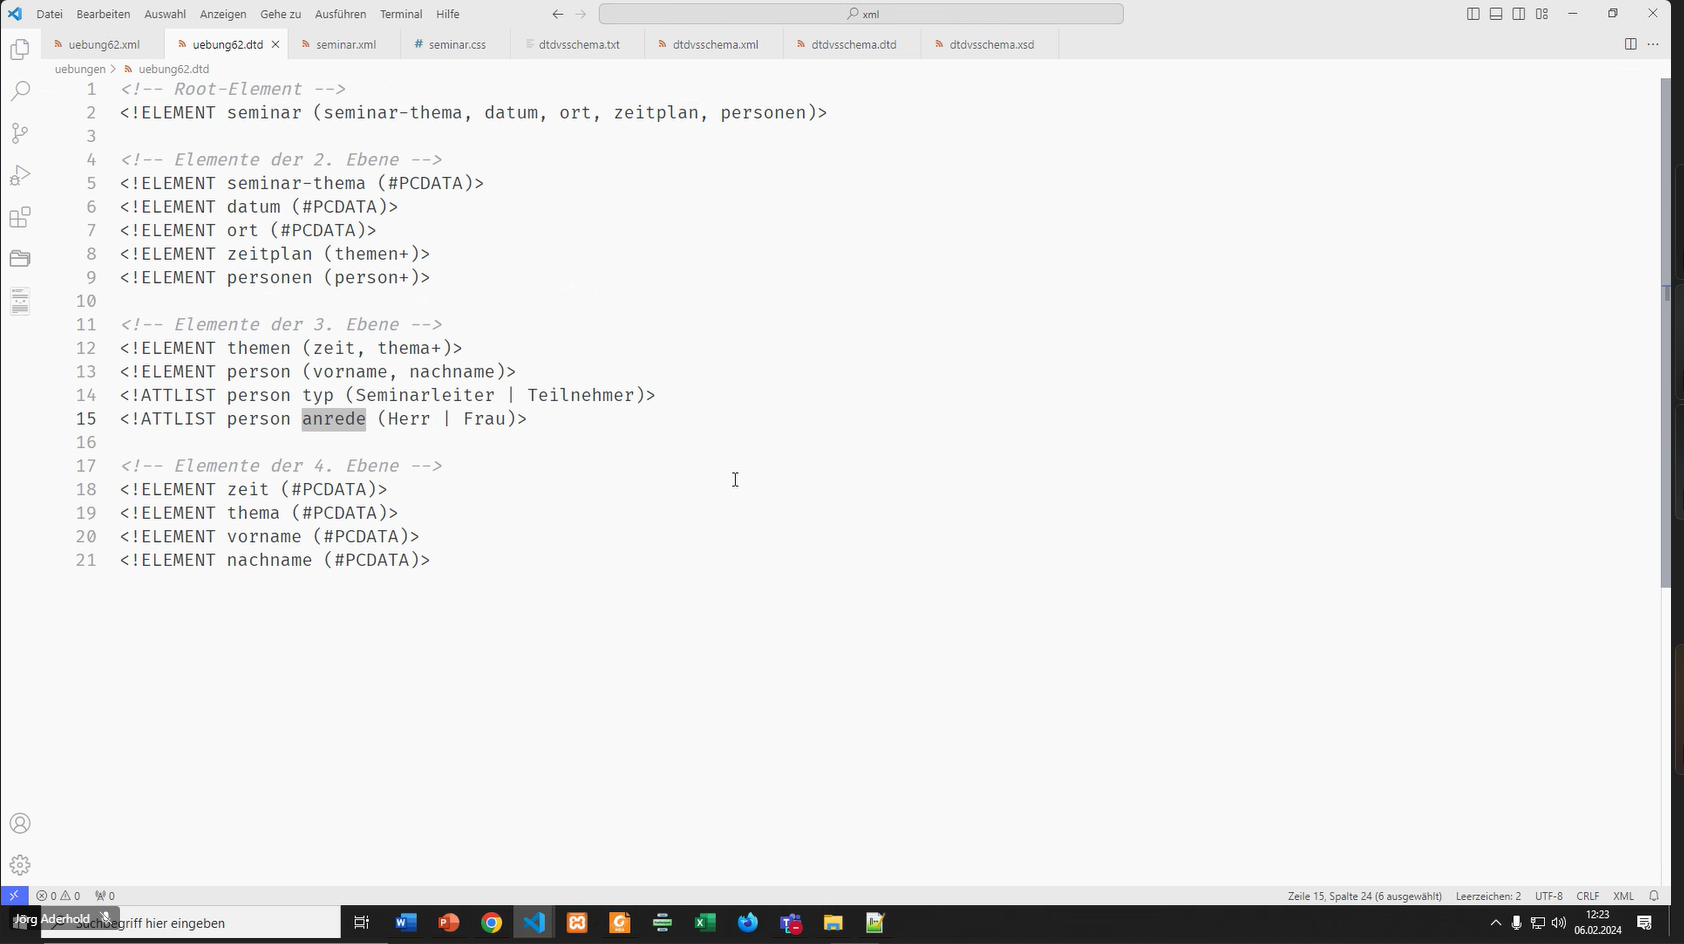 Datei Bearbeiten Auswahl Anzeigen Gehe zu Ausführen Terminal Hilfe xml
uebung62.xml uebung62.dtd seminar.xml seminar.css dtdvsschema.txt dtdvsschema.xml dtdvsschema.dtd dtdvsschema.xsd
uebungen > uebung62.dtd
1 <!-- Root-Element -->
2 <!ELEMENT seminar (seminar-thema, datum, ort, zeitplan, personen)>
3
4 <!-- Elemente der 2. Ebene -->
5 <!ELEMENT seminar-thema (#PCDATA)>
6 <!ELEMENT datum (#PCDATA)>
7 <!ELEMENT ort (#PCDATA)>
8 <!ELEMENT zeitplan (themen+)>
9 <!ELEMENT personen (person+)>
10
11 <!-- Elemente der 3. Ebene -->
12 <!ELEMENT themen (zeit, thema+)>
13 <!ELEMENT person (vorname, nachname)>
14 <!ATTLIST person typ (Seminarleiter | Teilnehmer)>
15 <!ATTLIST person anrede (Herr | Frau)>
16
17 <!-- Elemente der 4. Ebene -->
18 <!ELEMENT zeit (#PCDATA)>
19 <!ELEMENT thema (#PCDATA)>
20 <!ELEMENT vorname (#PCDATA)>
21 <!ELEMENT nachname (#PCDATA)>
0 0 0 Zeile 15, Spalte 24 (6 ausgewählt) Leerzeichen: 2 UTF-8 CRLF XML
Jörg Aderhold
egriff hier eingeben
12:23
06.02.2024